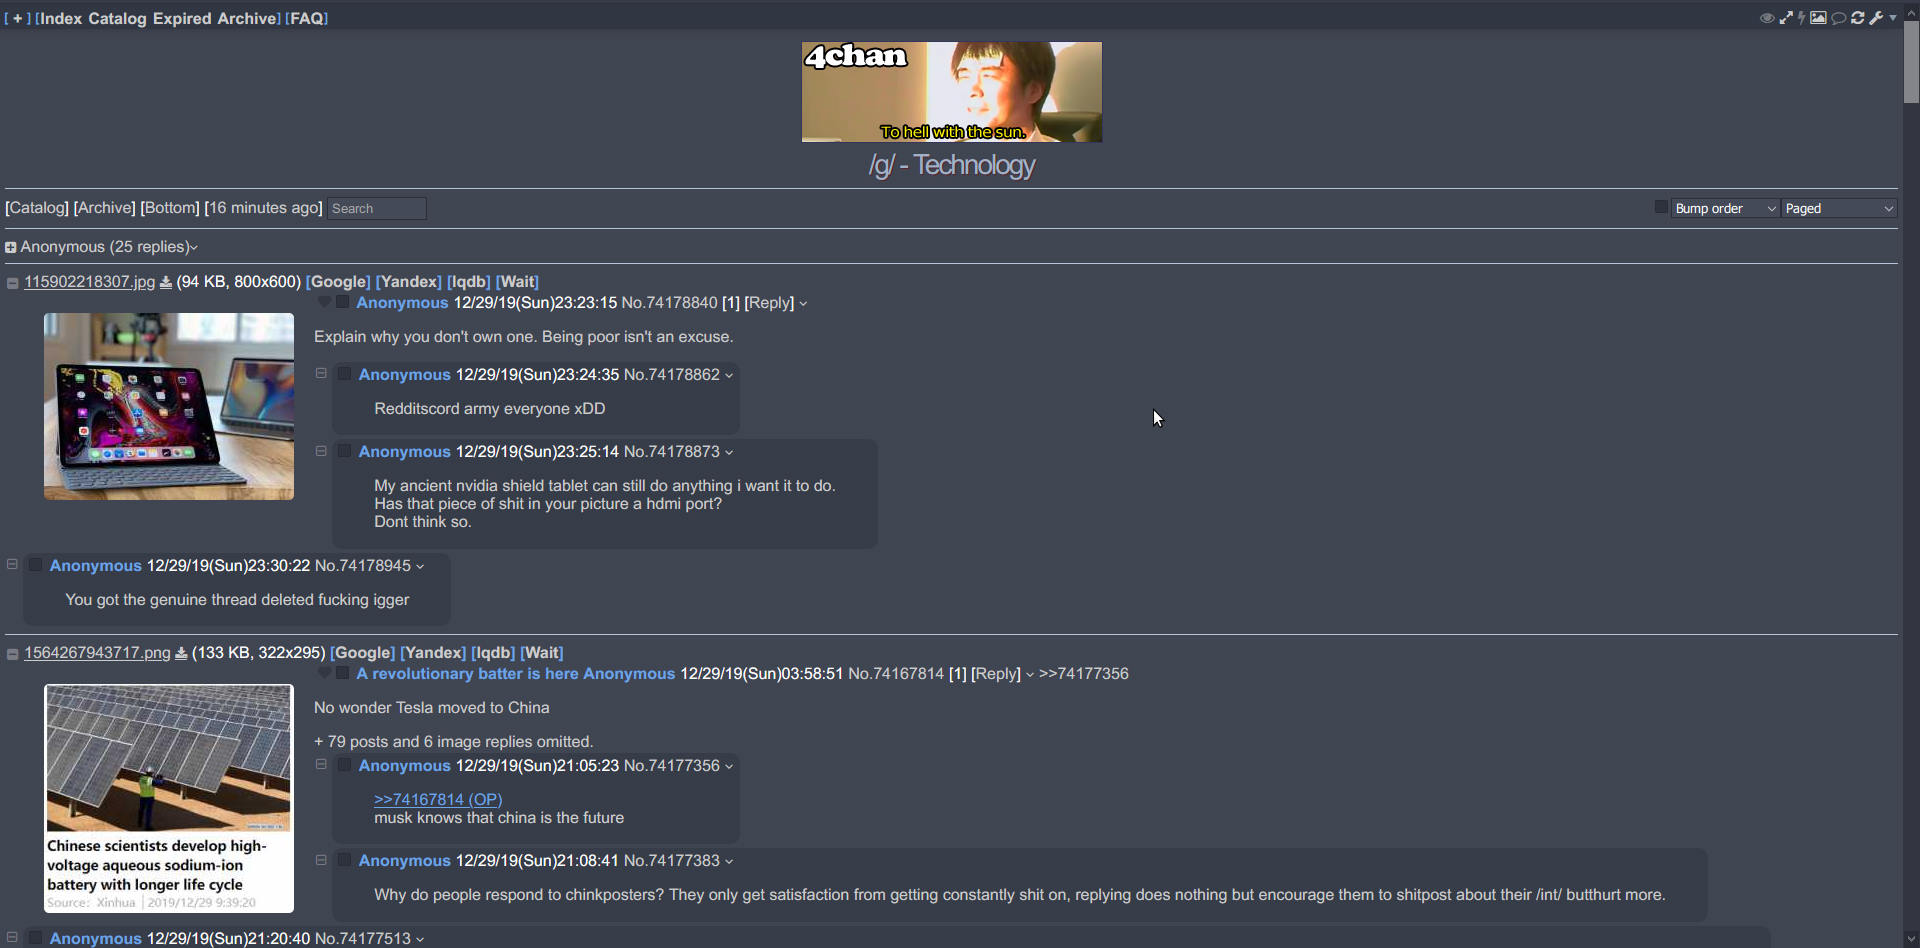 [ + ] [Index Catalog Expired Archive] [FAQ]
4chan
To hell with the sun.
/g/ - Technology
[Catalog] [Archive] [Bottom] [16 minutes ago] Search
Bump order Paged
Anonymous (25 replies)
115902218307.jpg (94 KB, 800x600) [Google] [Yandex] [Iqdb] [Wait]
Anonymous 12/29/19(Sun)23:23:15 No.74178840 [1] [Reply]
Explain why you don't own one. Being poor isn't an excuse.
Anonymous 12/29/19(Sun)23:24:35 No.74178862
Redditscord army everyone xDD
Anonymous 12/29/19(Sun)23:25:14 No.74178873
My ancient nvidia shield tablet can still do anything i want it to do.
Has that piece of shit in your picture a hdmi port?
Dont think so.
Anonymous 12/29/19(Sun)23:30:22 No.74178945
You got the genuine thread deleted fucking igger
1564267943717.png (133 KB, 322x295) [Google] [Yandex] [Iqdb] [Wait]
A revolutionary batter is here Anonymous 12/29/19(Sun)03:58:51 No.74167814 [1] [Reply] >>74177356
No wonder Tesla moved to China
+ 79 posts and 6 image replies omitted.
Anonymous 12/29/19(Sun)21:05:23 No.74177356
>>74167814 (OP)
musk knows that china is the future
Chinese scientists develop high-
voltage aqueous sodium-ion
battery with longer life cycle
Source: Xinhua | 2019/12/29 9:39:20
Anonymous 12/29/19(Sun)21:08:41 No.74177383
Why do people respond to chinkposters? They only get satisfaction from getting constantly shit on, replying does nothing but encourage them to shitpost about their /int/ butthurt more.
Anonymous 12/29/19(Sun)21:20:40 No.74177513